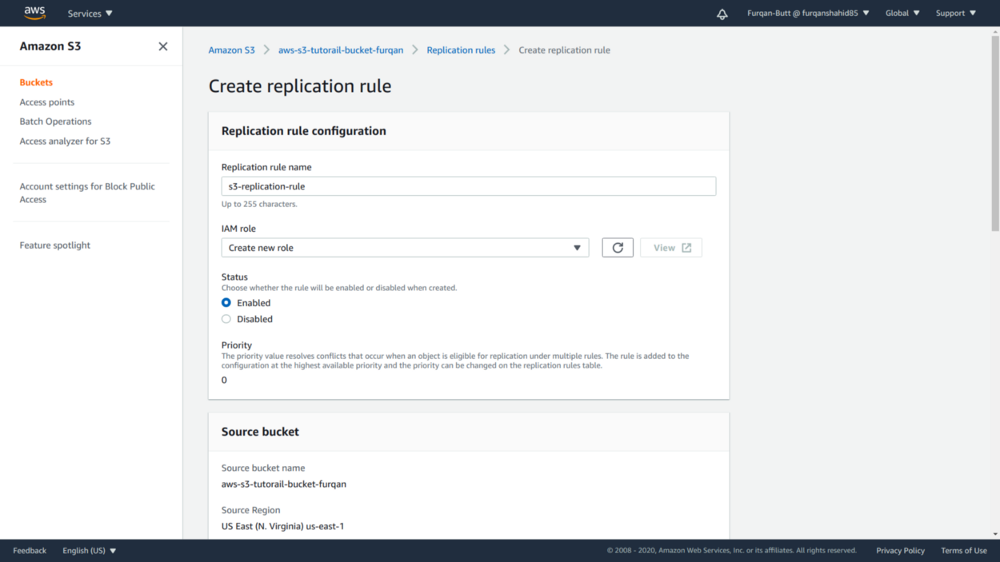 aws
Services
Furqan-Butt @ furqanshahid85
Global
Support
Amazon S3
Buckets
Access points
Batch Operations
Access analyzer for S3
Account settings for Block Public
Access
Feature spotlight
Amazon S3
aws-s3-tutorail-bucket-furqan
Replication rules
Create replication rule
Create replication rule
Replication rule configuration
Replication rule name
s3-replication-rule
Up to 255 characters.
IAM role
Create new role
View
Status
Choose whether the rule will be enabled or disabled when created.
Enabled
Disabled
Priority
The priority value resolves conflicts that occur when an object is eligible for replication under multiple rules. The rule is added to the
configuration at the highest available priority and the priority can be changed on the replication rules table.
0
Source bucket
Source bucket name
aws-s3-tutorail-bucket-furqan
Source Region
US East (N. Virginia) us-east-1
Feedback
English (US)
© 2008 - 2020, Amazon Web Services, Inc. or its affiliates. All rights reserved.
Privacy Policy
Terms of Use